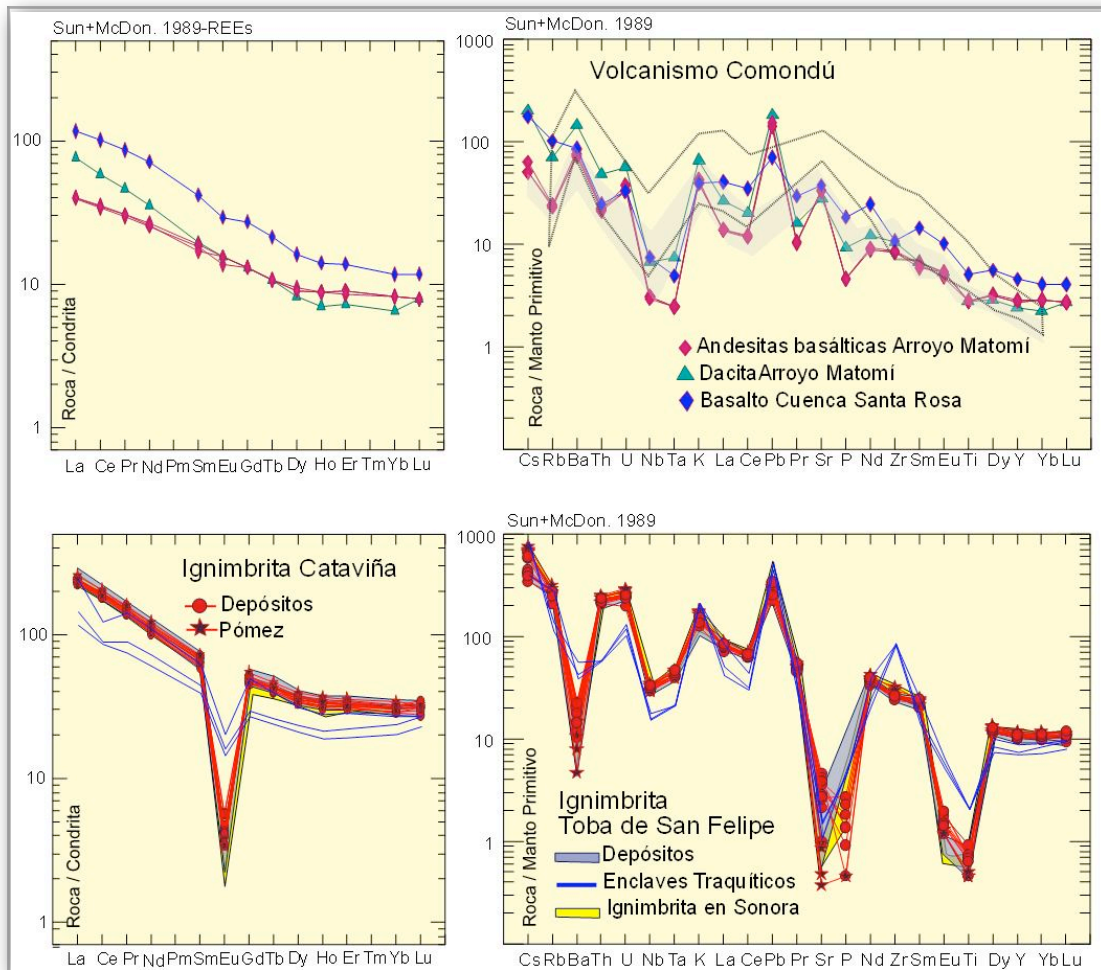 Sun+McDon. 1989-REEs
100
10
1
Roca / Condrita
La Ce Pr Nd Pm Sm Eu Gd Tb Dy Ho Er Tm Yb Lu
Sun+McDon. 1989
1000
100
10
1
Roca / Manto Primitivo
Volcanismo Comondú
Andesitas basálticas Arroyo Matomí
DacitaArroyo Matomí
Basalto Cuenca Santa Rosa
Cs Rb Ba Th U Nb Ta K La Ce Pb Pr Sr P Nd Zr Sm Eu Ti Dy Y Yb Lu
100
10
1
Roca / Condrita
Ignimbrita Cataviña
Depósitos
Pómez
La Ce Pr Nd Pm Sm Eu Gd Tb Dy Ho Er Tm Yb Lu
Sun+McDon. 1989
1000
100
10
1
Roca / Manto Primitivo
Ignimbrita
Toba de San Felipe
Depósitos
Enclaves Traquíticos
Ignimbrita en Sonora
Cs Rb Ba Th U Nb Ta K La Ce Pb Pr Sr P Nd Zr Sm Eu Ti Dy Y Yb Lu